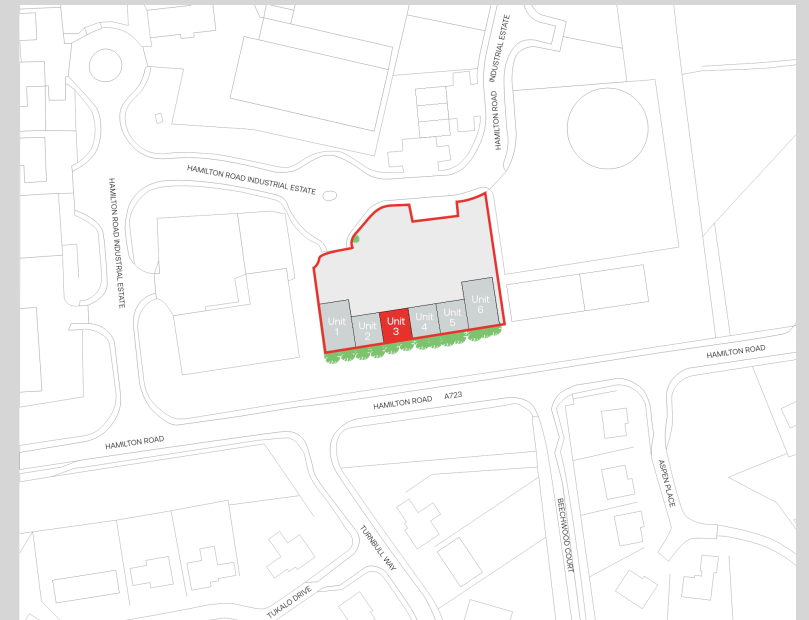 HAMILTON ROAD INDUSTRIAL ESTATE
HAMILTON ROAD INDUSTRIAL ESTATE
HAMILTON ROAD INDUSTRIAL ESTATE
Unit
1
Unit
2
Unit
3
Unit
4
Unit
5
Unit
6
HAMILTON ROAD
HAMILTON ROAD A723
HAMILTON ROAD
ASPEN PLACE
BEECHWOOD COURT
TURNBULL WAY
TUKALO DRIVE